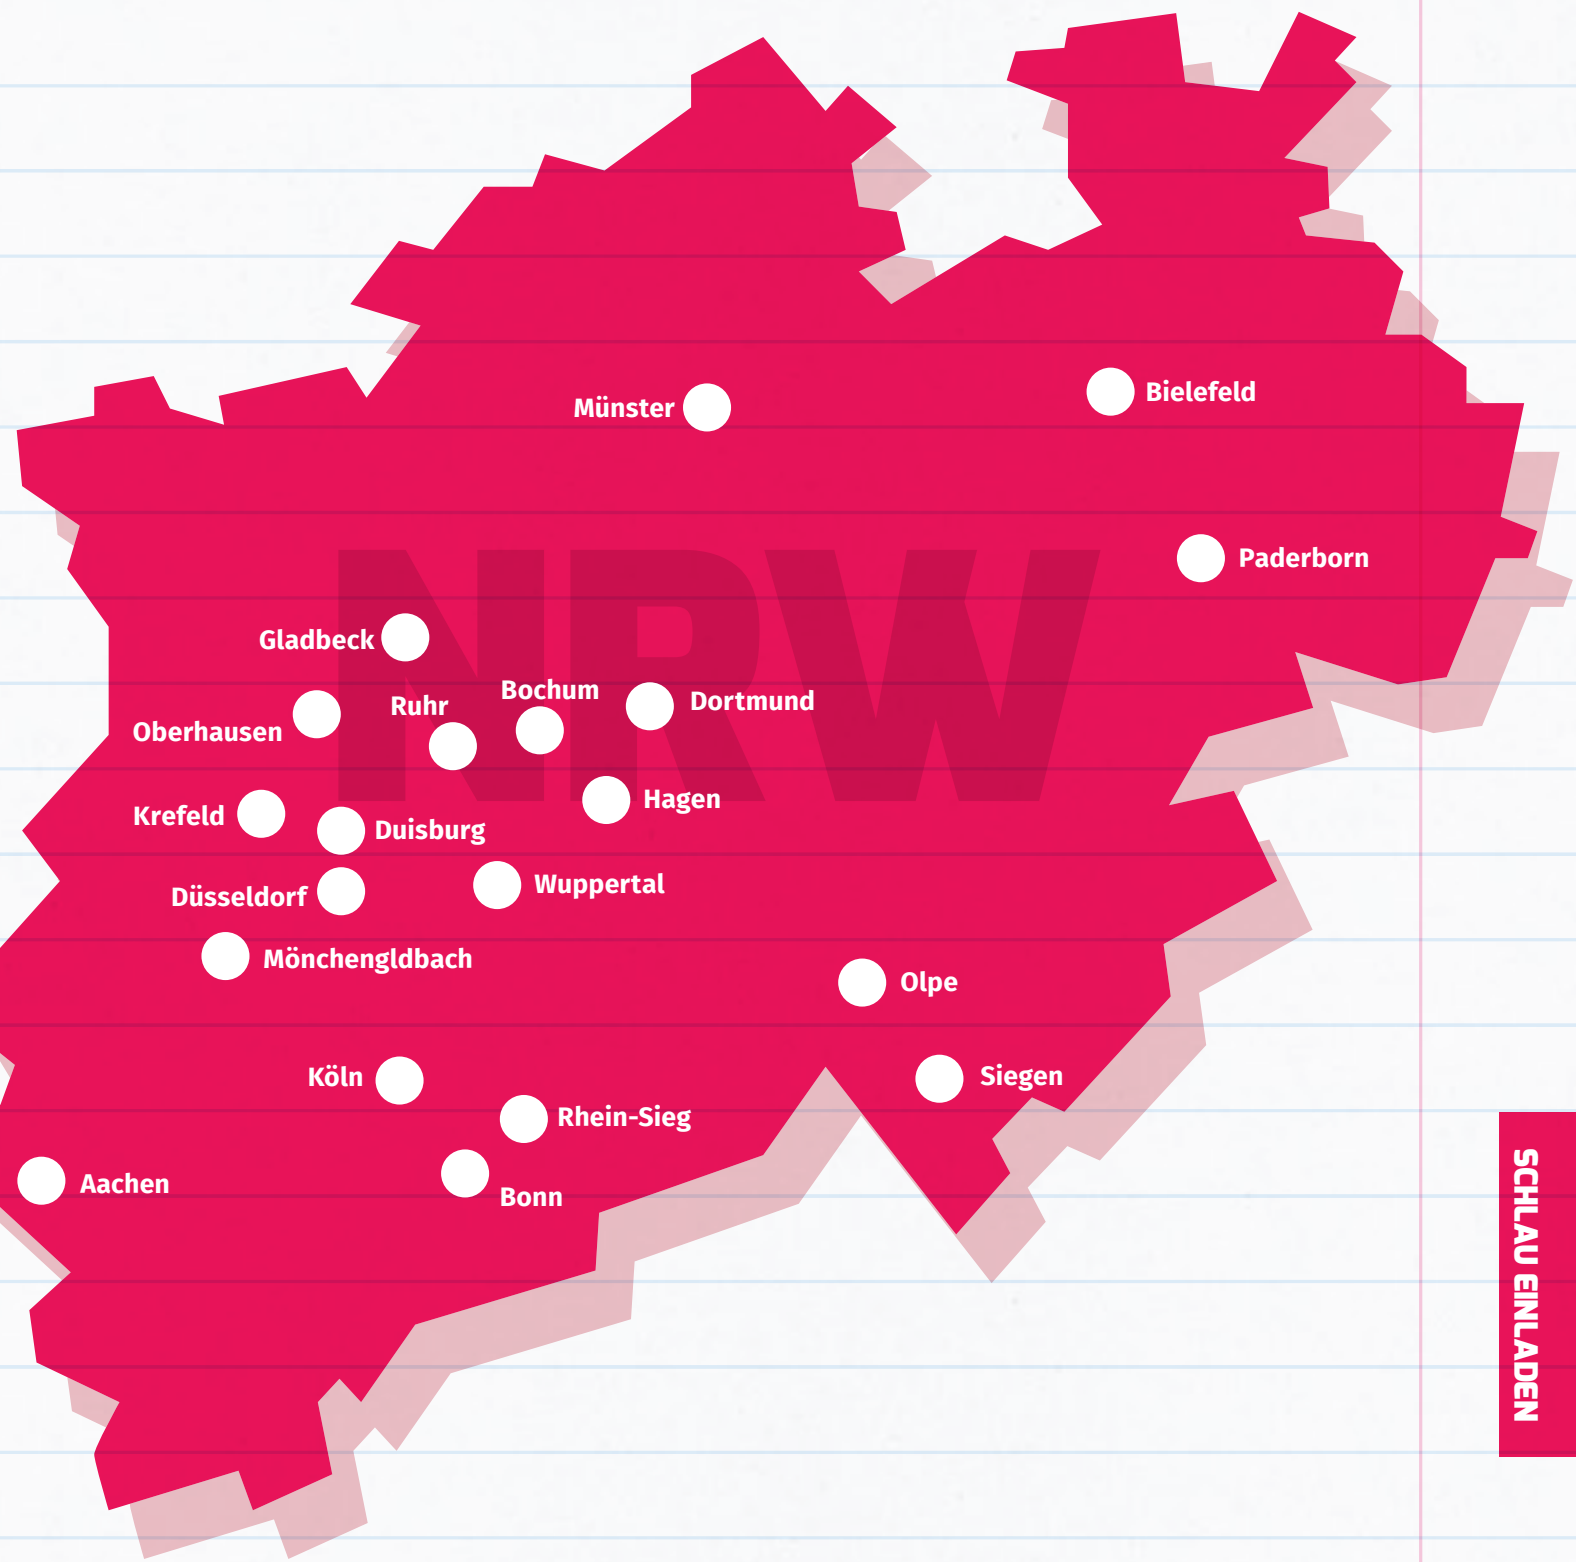 Bielefeld
Münster
Paderborn
NRW
Gladbeck
Bochum
Dortmund
Ruhr
Oberhausen
Hagen
Krefeld
Duisburg
Wuppertal
Düsseldorf
Mönchengldbach
Olpe
Siegen
Köln
Rhein-Sieg
Aachen
Bonn
SCHLAU EINLADEN